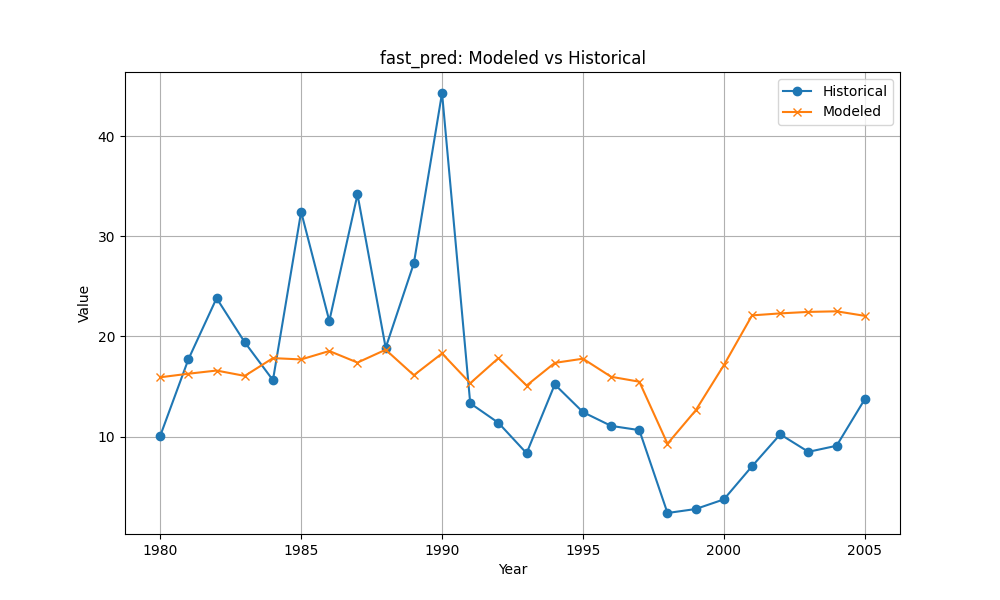 fast_pred: Modeled vs Historical
Historical
Modeled
Value
40
30
20
10
1980 1985 1990 1995 2000 2005
Year